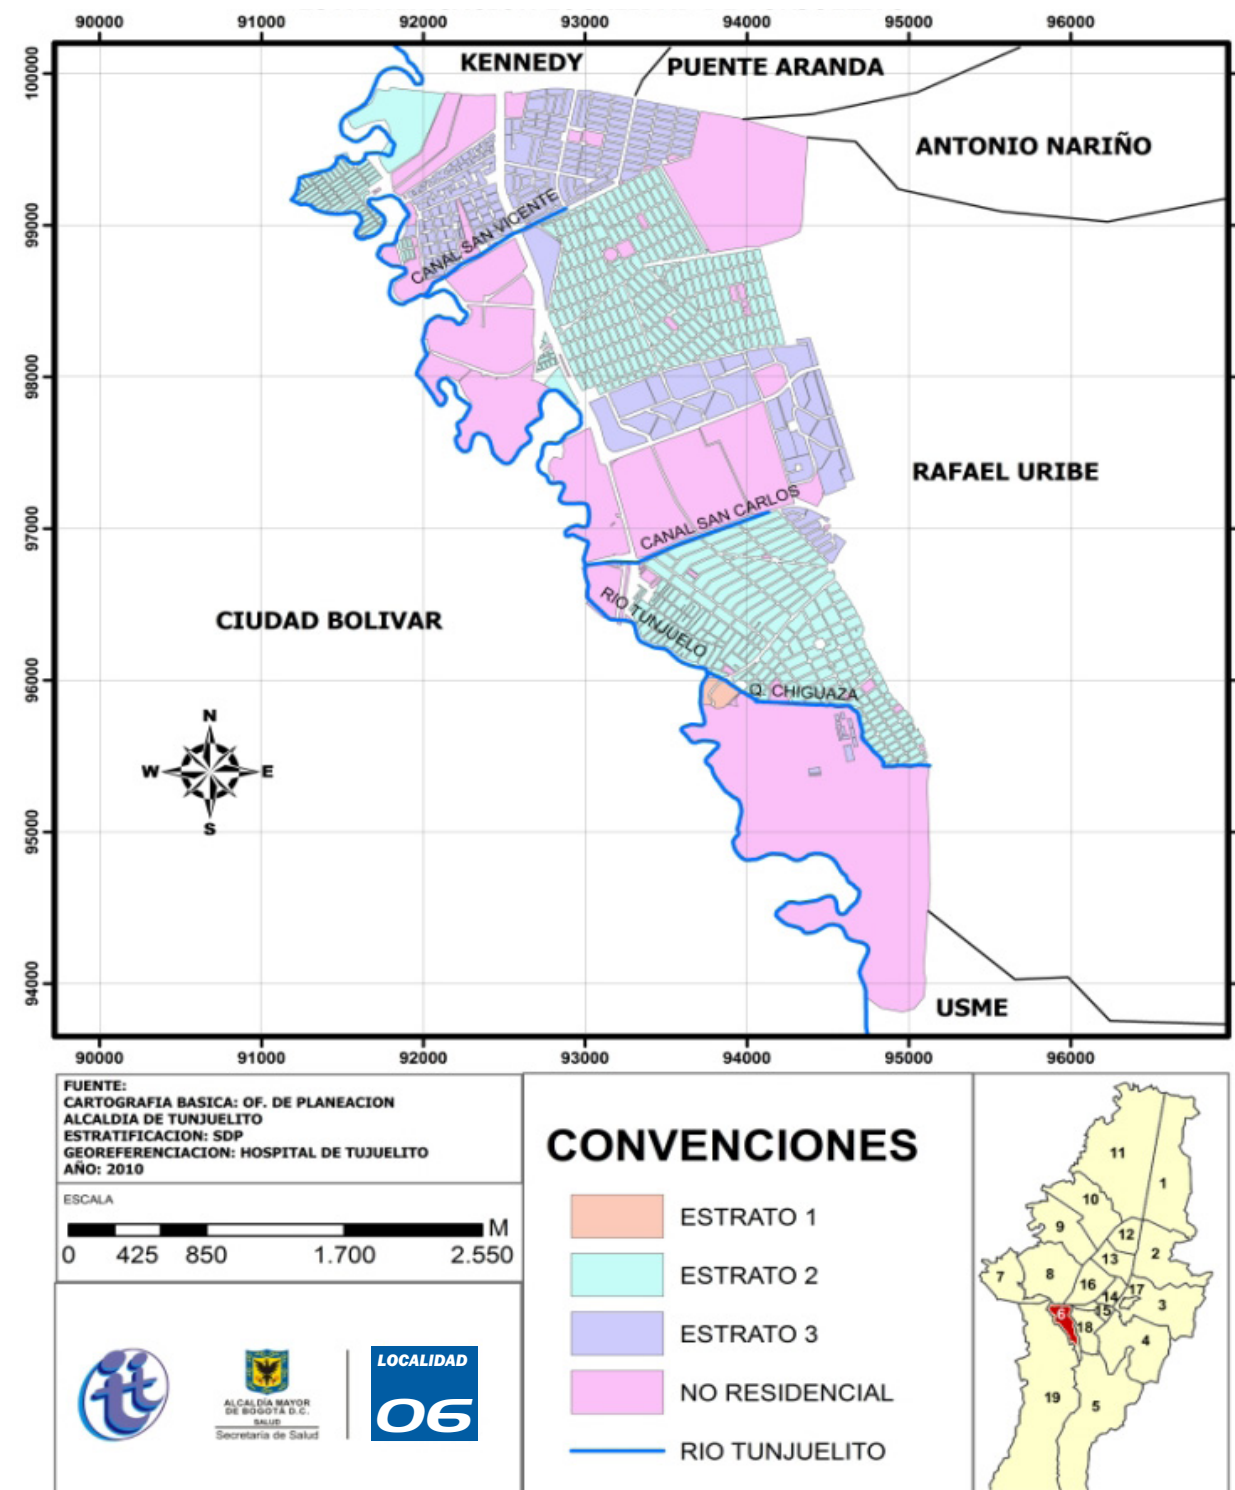 90000 91000 92000 93000 94000 95000 96000
100000
99000
98000
97000
96000
95000
94000
KENNEDY
PUENTE ARANDA
ANTONIO NARIÑO
CANAL SAN VICENTE
RAFAEL URIBE
CANAL SAN CARLOS
CIUDAD BOLIVAR
RIO TUNJUELO
Q. CHIGUAZA
N
W E
S
USME
90000 91000 92000 93000 94000 95000 96000
FUENTE:
CARTOGRAFIA BASICA: OF. DE PLANEACION
ALCALDIA DE TUNJUELITO
ESTRATIFICACION: SDP
GEOREFERENCIACION: HOSPITAL DE TUJUELITO
AÑO: 2010
ESCALA
M
0 425 850 1.700 2.550
ALCALDÍA MAYOR
DE BOGOTÁ D.C.
SALUD
Secretaría de Salud
LOCALIDAD
06
CONVENCIONES
ESTRATO 1
ESTRATO 2
ESTRATO 3
NO RESIDENCIAL
RIO TUNJUELITO
11
1
10
9
12
2
13
7
8
16
17
14
3
15
6
18
4
19
5